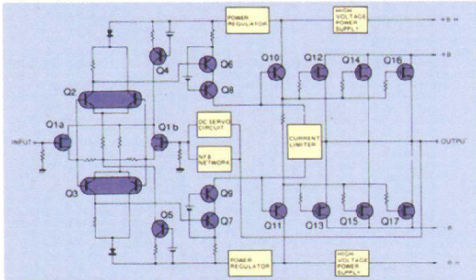 POWER REGULATOR
HIGH VOLTAGE POWER SUPPLY
+B H
+B
Q4
Q6
Q8
Q10
Q12
Q14
Q16
Q2
Q1a
Q1b
INPUT
DC SERVO CIRCUIT
NFB NETWORK
CURRENT LIMITER
OUTPUT
Q3
Q5
Q9
Q7
Q11
Q13
Q15
Q17
POWER REGULATOR
HIGH VOLTAGE POWER SUPPLY